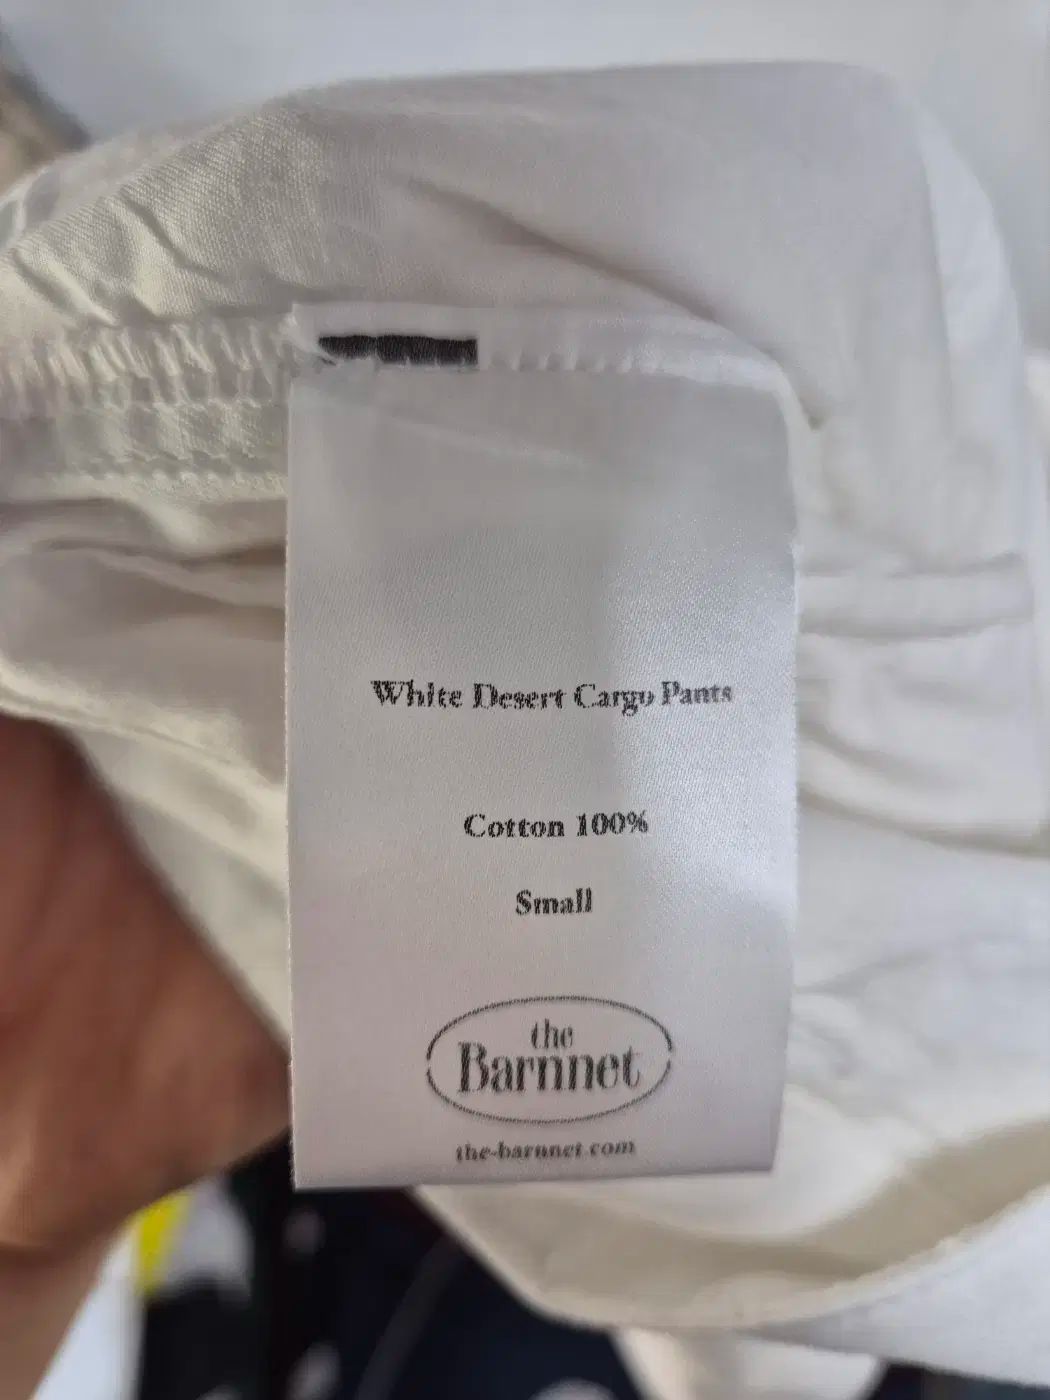 White Desert Cargo Pants
Cotton 100%
Small
the
Barnnet
the-barnnet.com